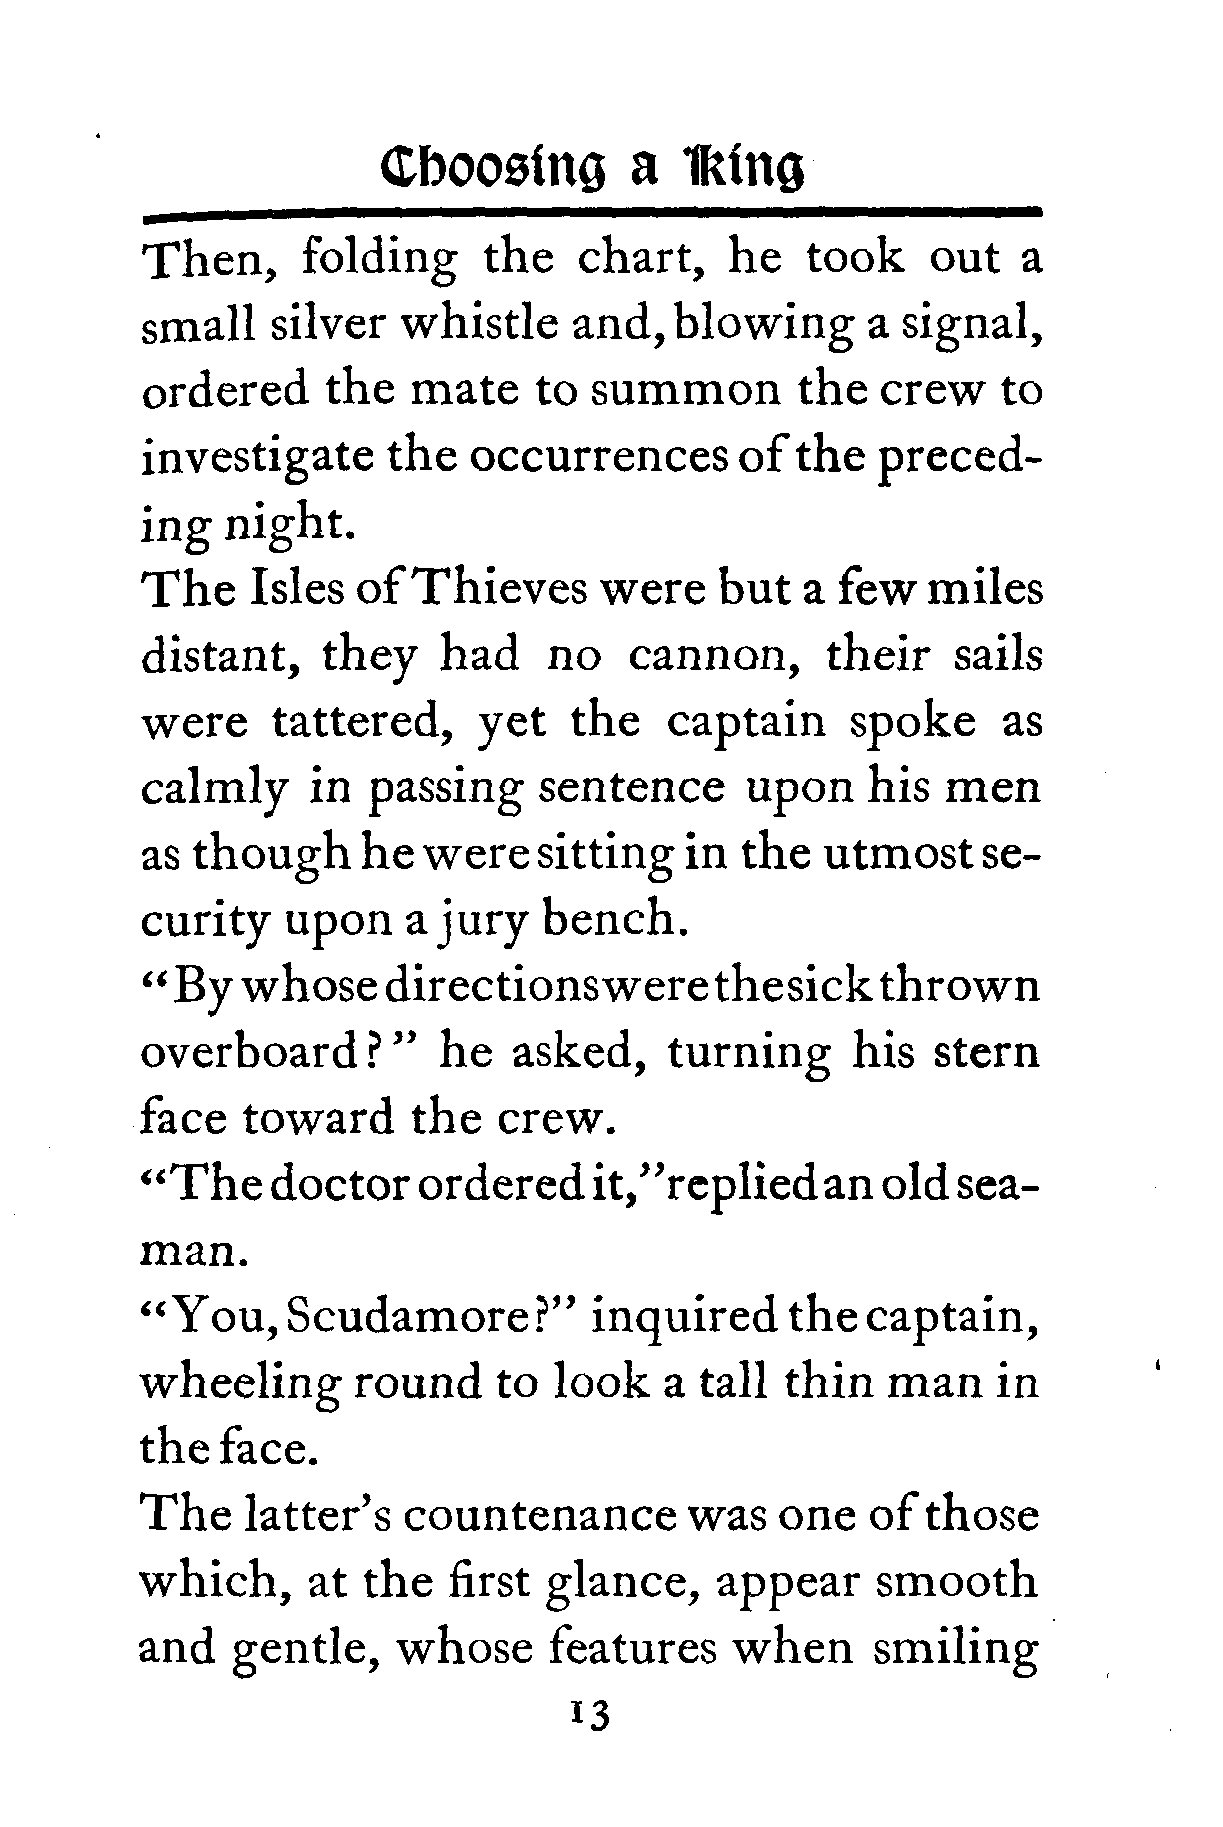 Choosing a King
Then, folding the chart, he took out a
small silver whistle and, blowing a signal,
ordered the mate to summon the crew to
investigate the occurrences of the preced-
ing night.
The Isles of Thieves were but a few miles
distant, they had no cannon, their sails
were tattered, yet the captain spoke as
calmly in passing sentence upon his men
as though he were sitting in the utmost se-
curity upon a jury bench.
“By whose directions were the sick thrown
overboard?” he asked, turning his stern
face toward the crew.
“The doctor ordered it,” replied an old sea-
man.
“You, Scudamore?” inquired the captain,
wheeling round to look a tall thin man in
the face.
The latter’s countenance was one of those
which, at the first glance, appear smooth
and gentle, whose features when smiling
13